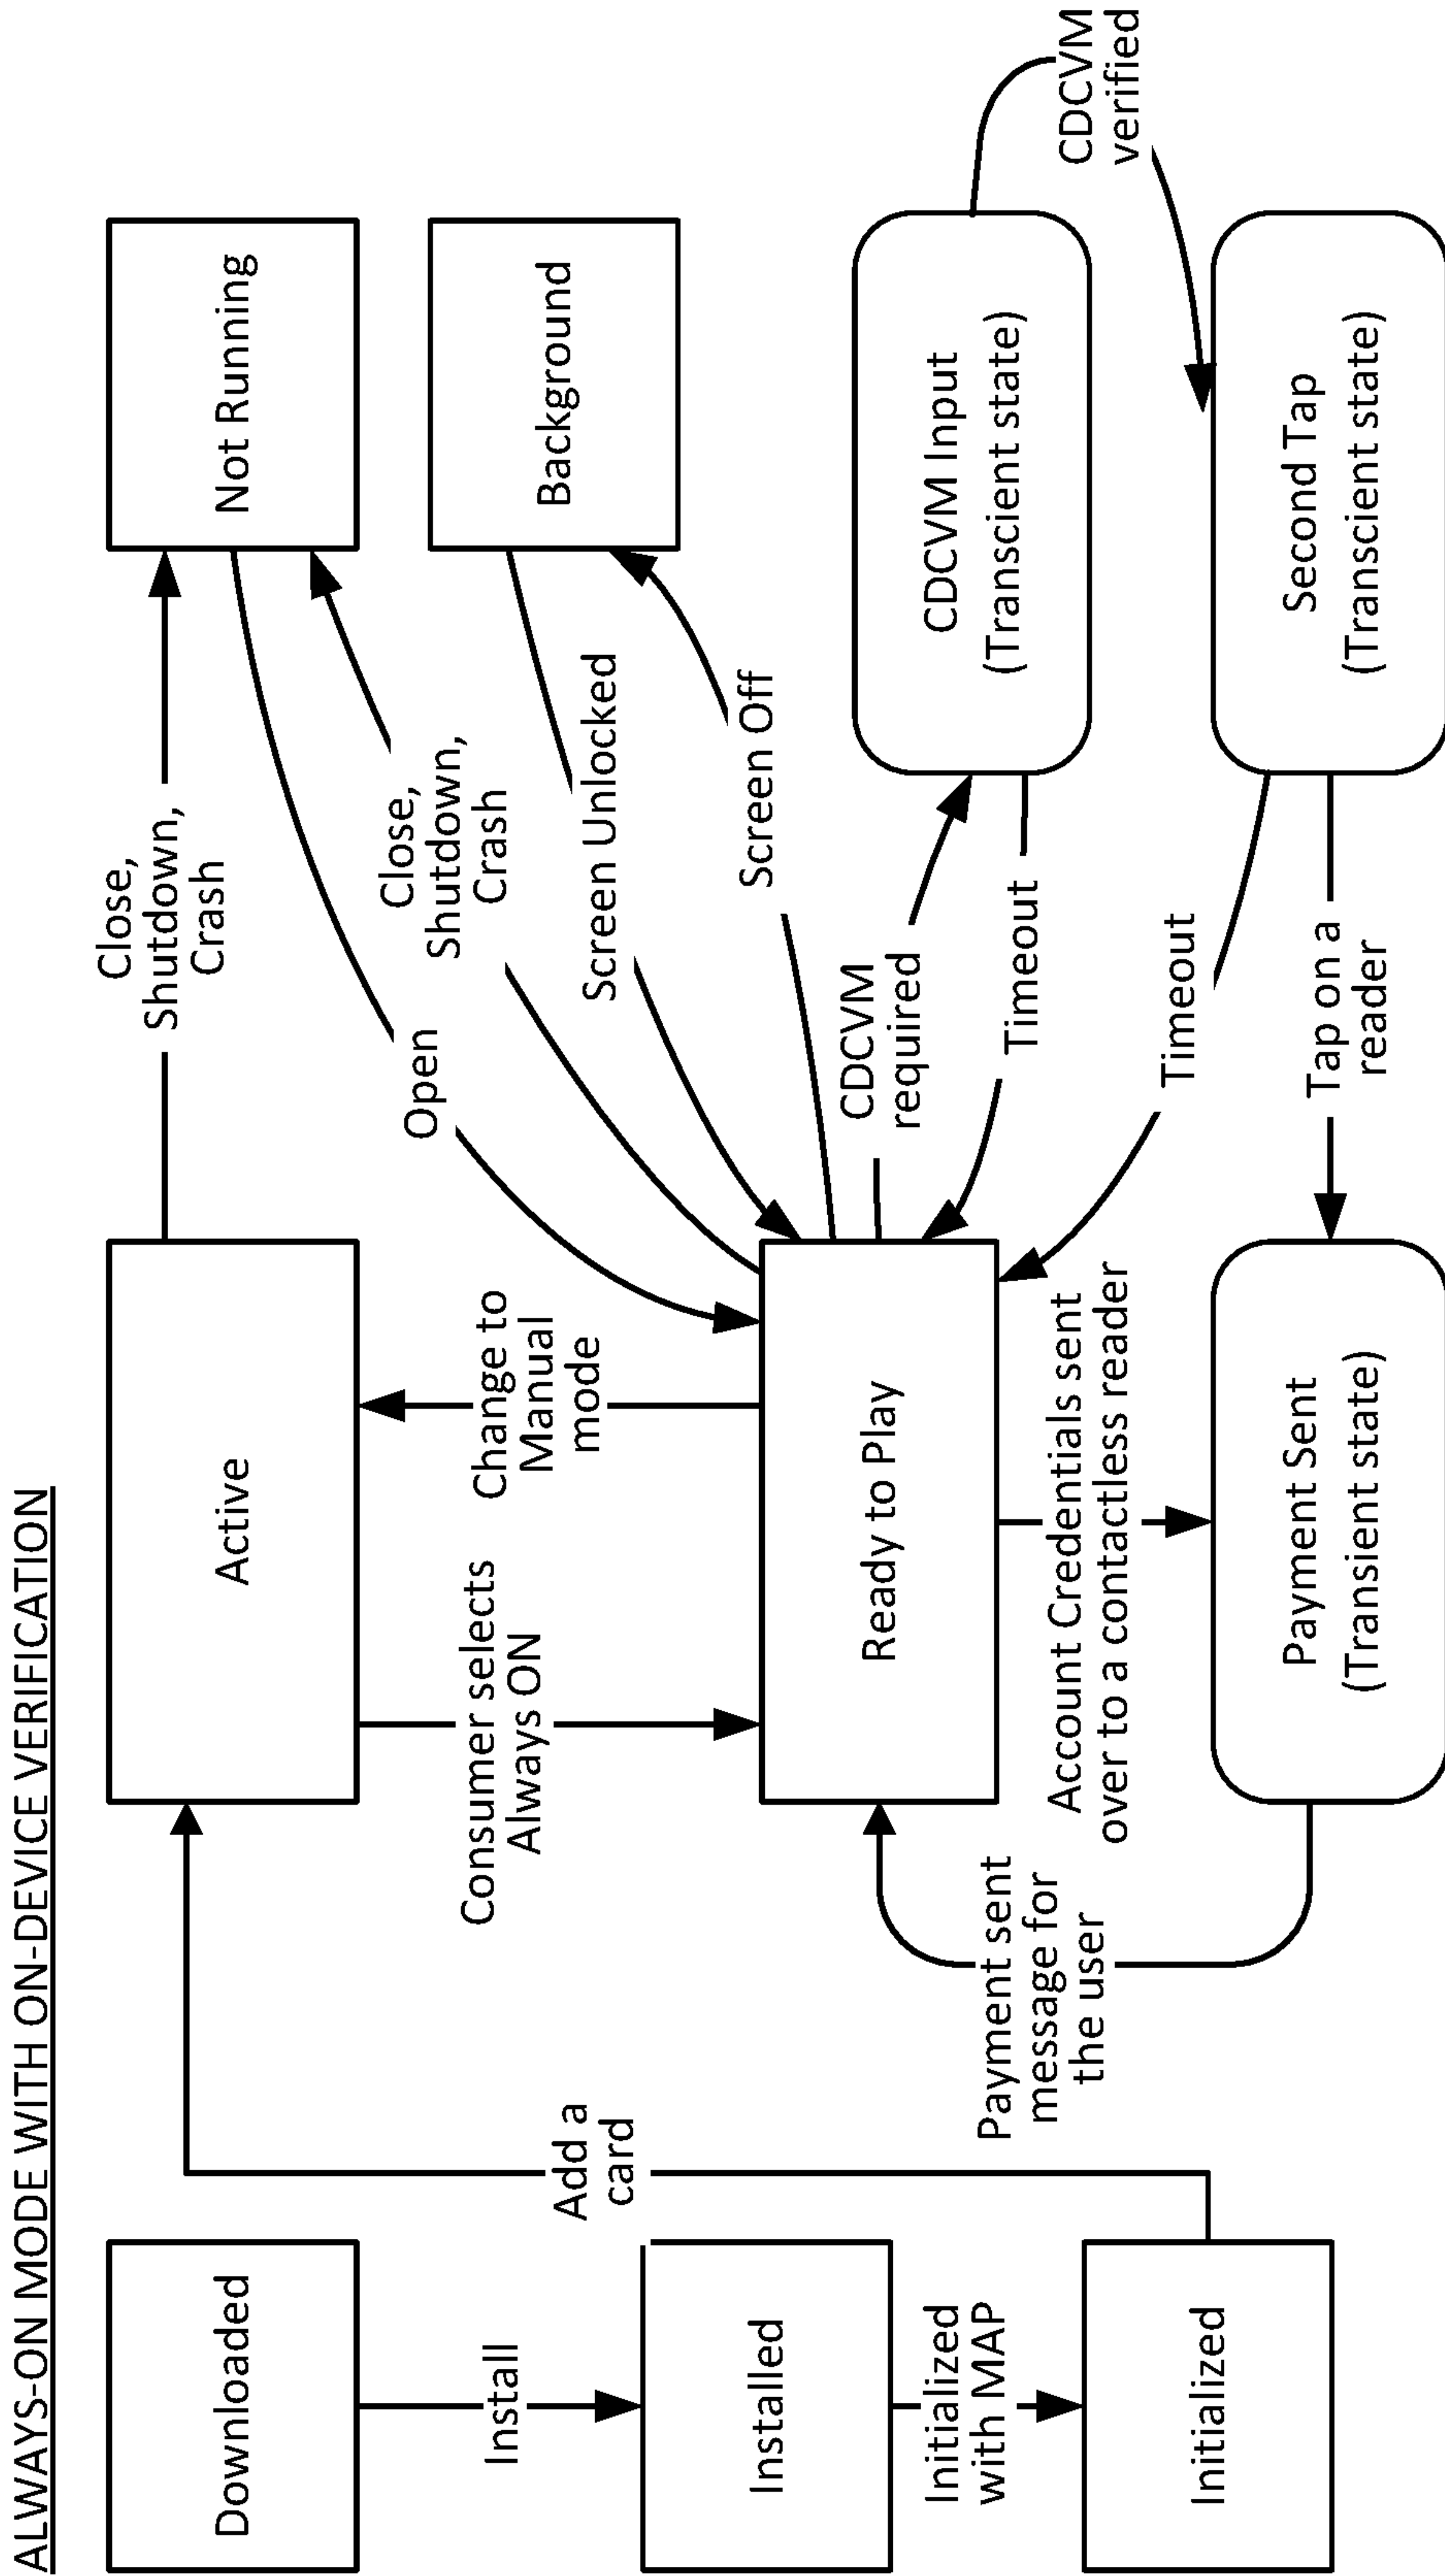 ALWAYS-ON MODE WITH ON-DEVICE VERIFICATION
Downloaded
Install
Installed
Initialized
with MAP
Initialized
Add a
card
Active
Close,
Shutdown,
Crash
Not Running
Open
Close,
Shutdown,
Crash
Consumer selects
Always ON
Change to
Manual
mode
Screen Unlocked
Background
Screen Off
Ready to Play
CDCVM
required
Timeout
CDCVM Input
(Transcient state)
CDCVM
verified
Payment sent
message for
the user
Account Credentials sent
over to a contactless reader
Timeout
Payment Sent
(Transient state)
Tap on a
reader
Second Tap
(Transcient state)